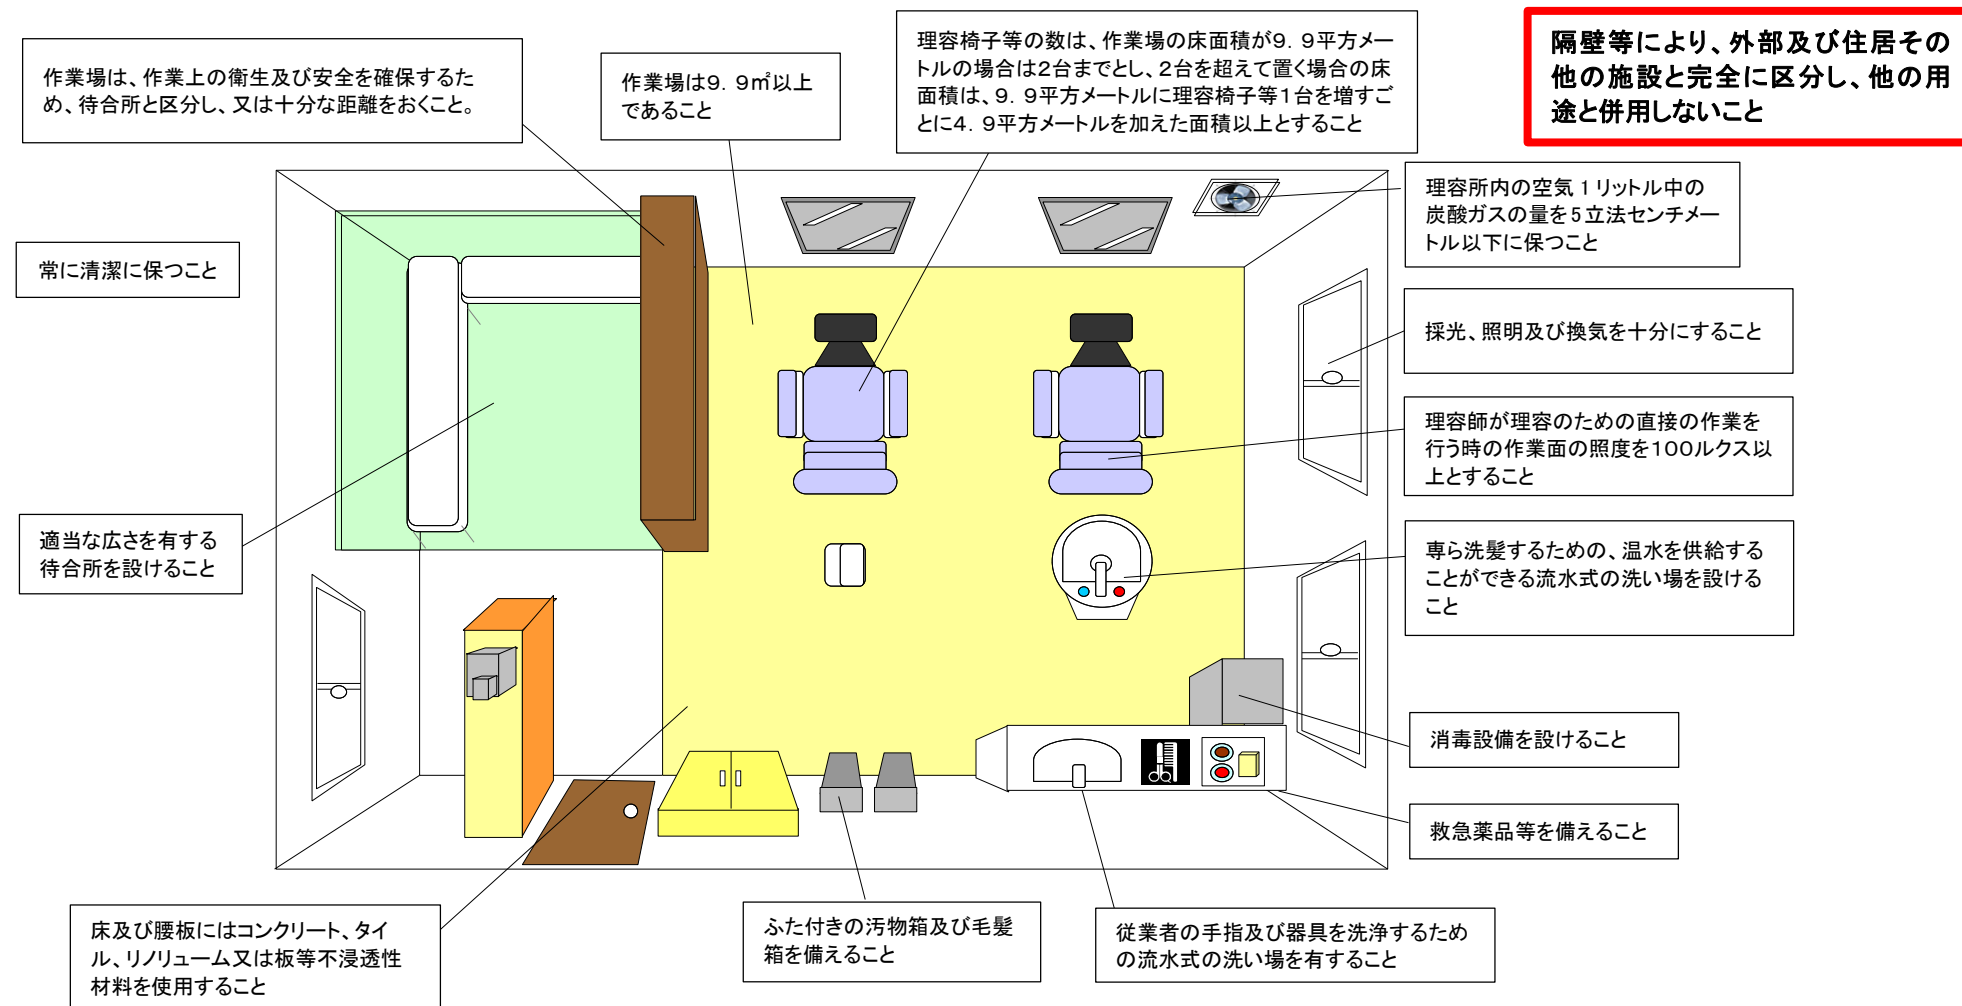 作業場は、作業上の衛生及び安全を確保するた
め、待合所と区分し、又は十分な距離をおくこと。
作業場は9．9㎡以上
であること
理容椅子等の数は、作業場の床面積が9．9平方メー
トルの場合は2台までとし、2台を超えて置く場合の床
面積は、9．9平方メートルに理容椅子等1台を増すご
とに4．9平方メートルを加えた面積以上とすること
隔壁等により、外部及び住居その
他の施設と完全に区分し、他の用
途と併用しないこと
理容所内の空気１リットル中の
炭酸ガスの量を5立法センチメー
トル以下に保つこと
常に清潔に保つこと
採光、照明及び換気を十分にすること
理容師が理容のための直接の作業を
行う時の作業面の照度を100ルクス以
上とすること
適当な広さを有する
待合所を設けること
専ら洗髪するための、温水を供給する
ことができる流水式の洗い場を設ける
こと
消毒設備を設けること
救急薬品等を備えること
床及び腰板にはコンクリート、タイ
ル、リノリューム又は板等不浸透性
材料を使用すること
ふた付きの汚物箱及び毛髪
箱を備えること
従業者の手指及び器具を洗浄するため
の流水式の洗い場を有すること